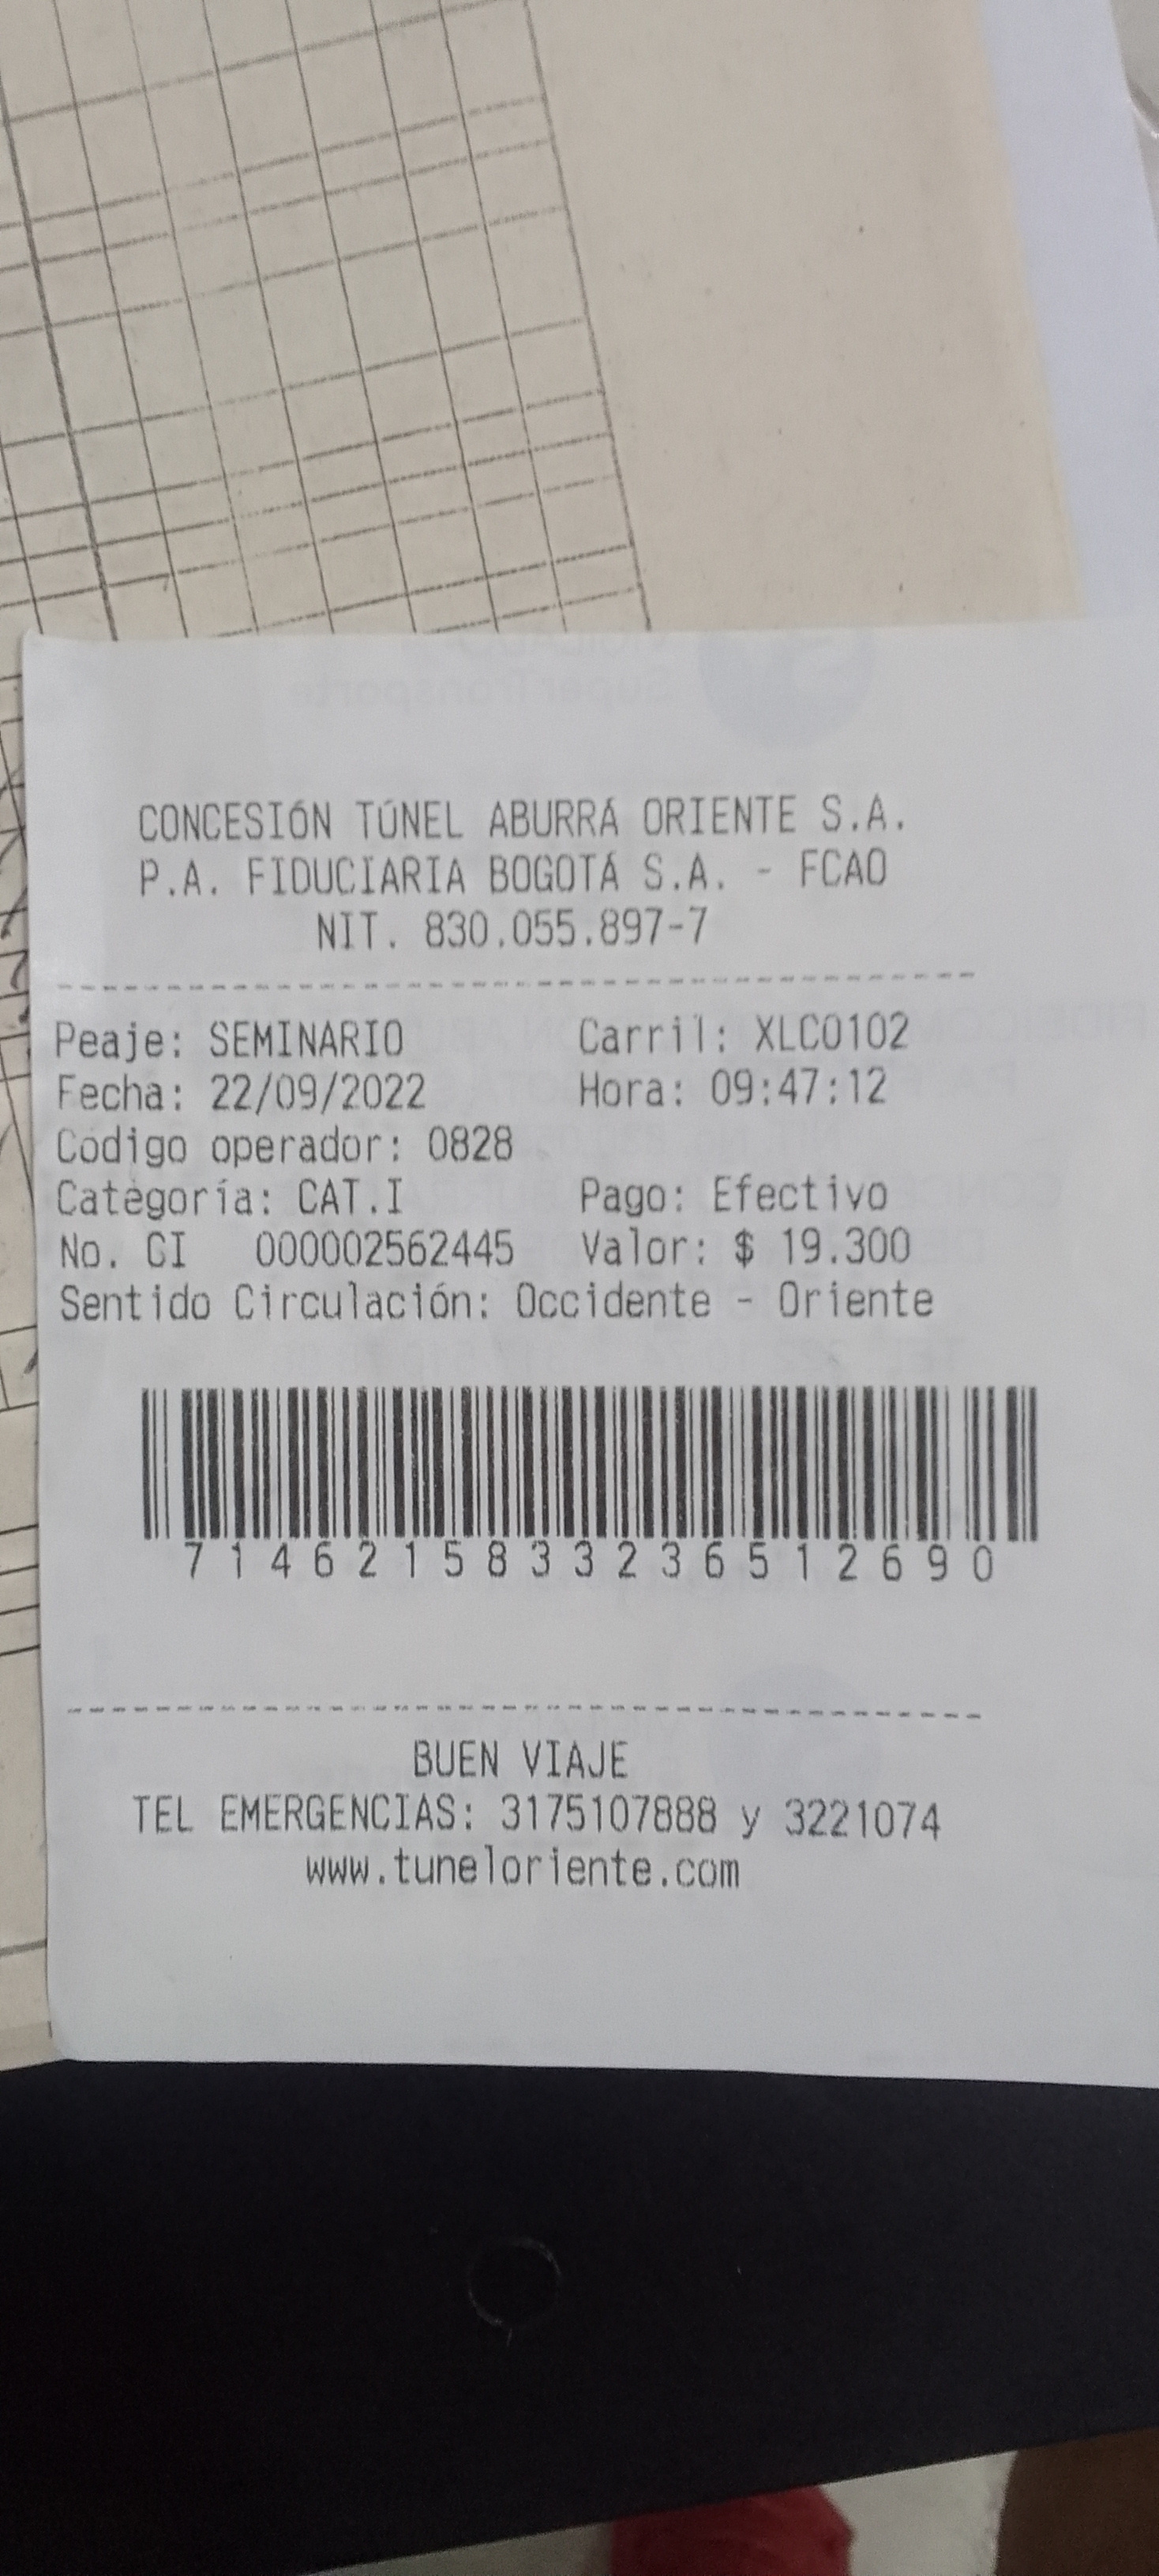 CONCESIÓN TÚNEL ABURRÁ ORIENTE S.A.
P.A. FIDUCIARIA BOGOTÁ S.A. - FCAO
NIT. 830.055.897-7
Peaje: SEMINARIO Carril: XLCO102
Fecha: 22/09/2022 Hora: 09:47:12
Código operador: 0828
Categoría: CAT.I Pago: Efectivo
No. CI 000002562445 Valor: $ 19.300
Sentido Circulación: Occidente - Oriente
7146215833236512690
BUEN VIAJE
TEL EMERGENCIAS: 3175107888 y 3221074
www.tuneloriente.com